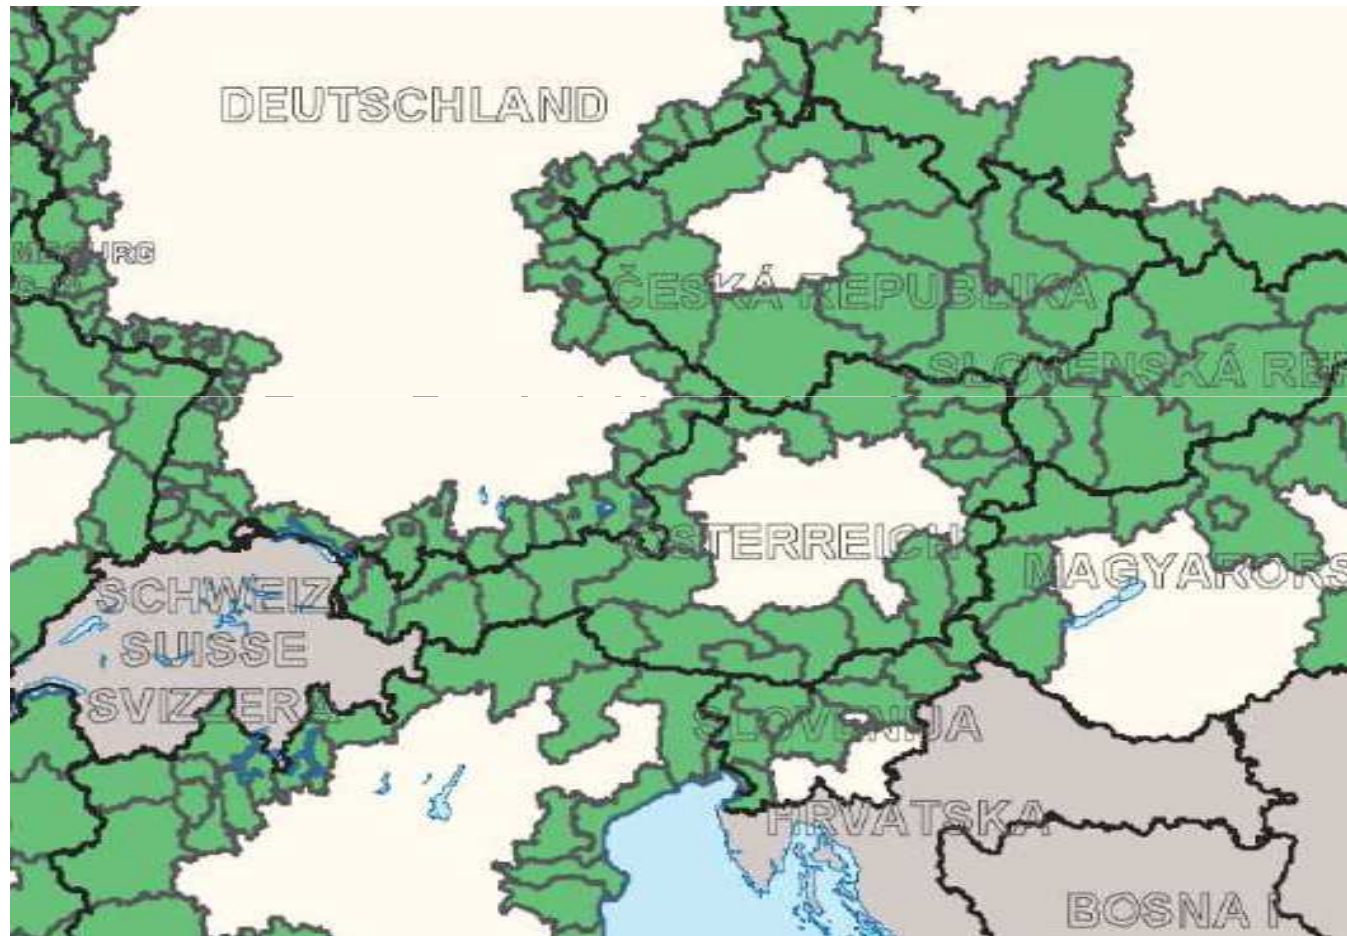 DEUTSCHLAND
ČESKÁ REPUBLIKA
SLOVENSKÁ RE
ÖSTERREICH
MAGYARORS
SCHWEIZ
SUISSE
SVIZZERA
SLOVENIJA
HRVATSKA
BOSNA I